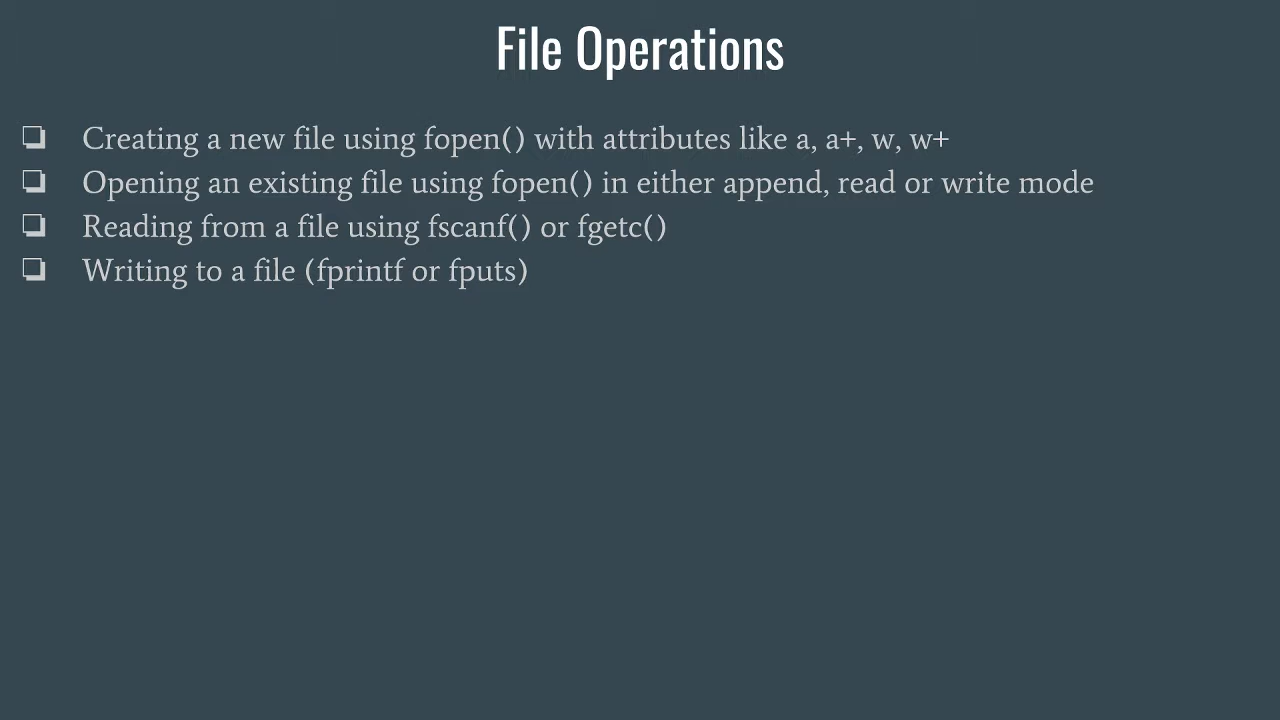 File Operations
❏ Creating a new file using fopen() with attributes like a, a+, w, w+
❏ Opening an existing file using fopen() in either append, read or write mode
❏ Reading from a file using fscanf() or fgetc()
❏ Writing to a file (fprintf or fputs)